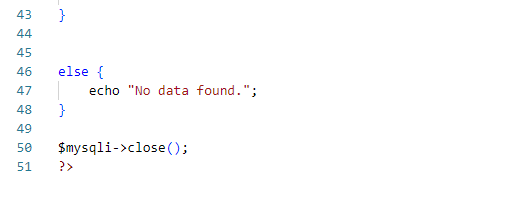 43 }
44
45
46 else {
47     echo "No data found.";
48 }
49
50 $mysqli->close();
51 ?>